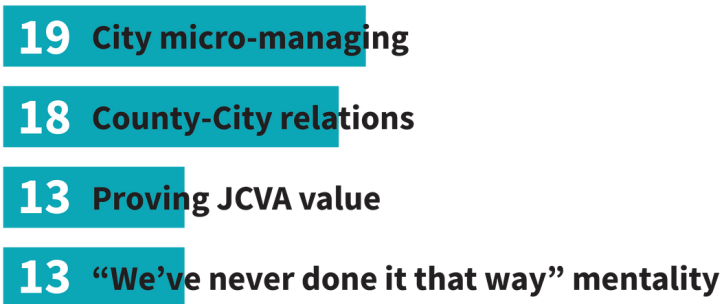 19 City micro-managing
18 County-City relations
13 Proving JCVA value
13 “We’ve never done it that way” mentality